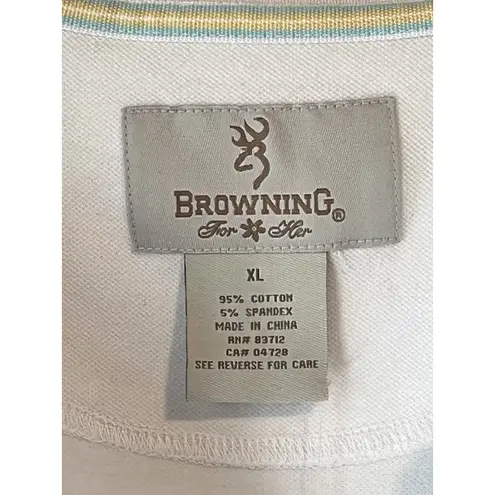 BROWNING®
For Her
XL
95% COTTON
5% SPANDEX
MADE IN CHINA
RN# 83712
CA# 04728
SEE REVERSE FOR CARE